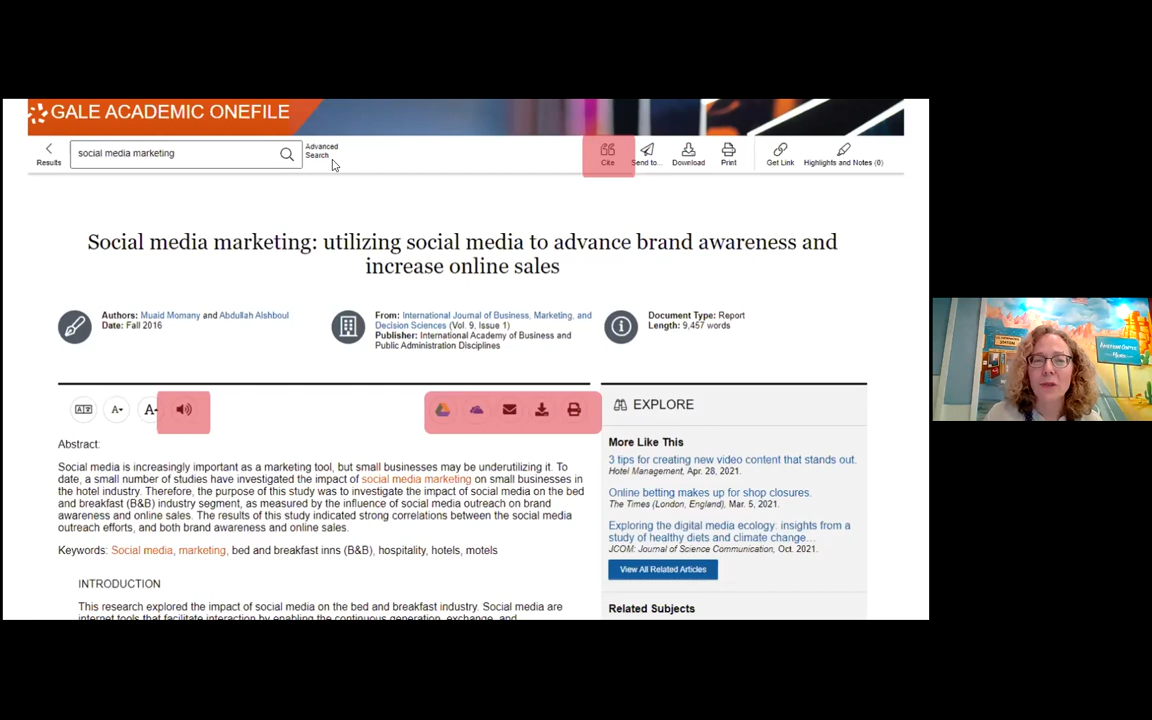 GALE ACADEMIC ONEFILE
Results
social media marketing
Advanced
Search
Cite
Send to...
Download
Print
Get Link
Highlights and Notes (0)
Social media marketing: utilizing social media to advance brand awareness and
increase online sales
Authors: Muaid Momany and Abdullah Alshboul
Date: Fall 2016
From: International Journal of Business, Marketing, and
Decision Sciences (Vol. 9, Issue 1)
Publisher: International Academy of Business and
Public Administration Disciplines
Document Type: Report
Length: 9,457 words
A
A
Abstract:
Social media is increasingly important as a marketing tool, but small businesses may be underutilizing it. To
date, a small number of studies have investigated the impact of social media marketing on small businesses in
the hotel industry. Therefore, the purpose of this study was to investigate the impact of social media on the bed
and breakfast (B&B) industry segment, as measured by the influence of social media outreach on brand
awareness and online sales. The results of this study indicated strong correlations between the social media
outreach efforts, and both brand awareness and online sales.
Keywords: Social media, marketing, bed and breakfast inns (B&B), hospitality, hotels, motels
INTRODUCTION
This research explored the impact of social media on the bed and breakfast industry. Social media are
internet tools that facilitate interaction by enabling the continuous generation, exchange, and
EXPLORE
More Like This
3 tips for creating new video content that stands out.
Hotel Management, Apr. 28, 2021.
Online betting makes up for shop closures.
The Times (London, England), Mar. 5, 2021.
Exploring the digital media ecology: insights from a
study of healthy diets and climate change...
JCOM: Journal of Science Communication, Oct. 2021.
View All Related Articles
Related Subjects